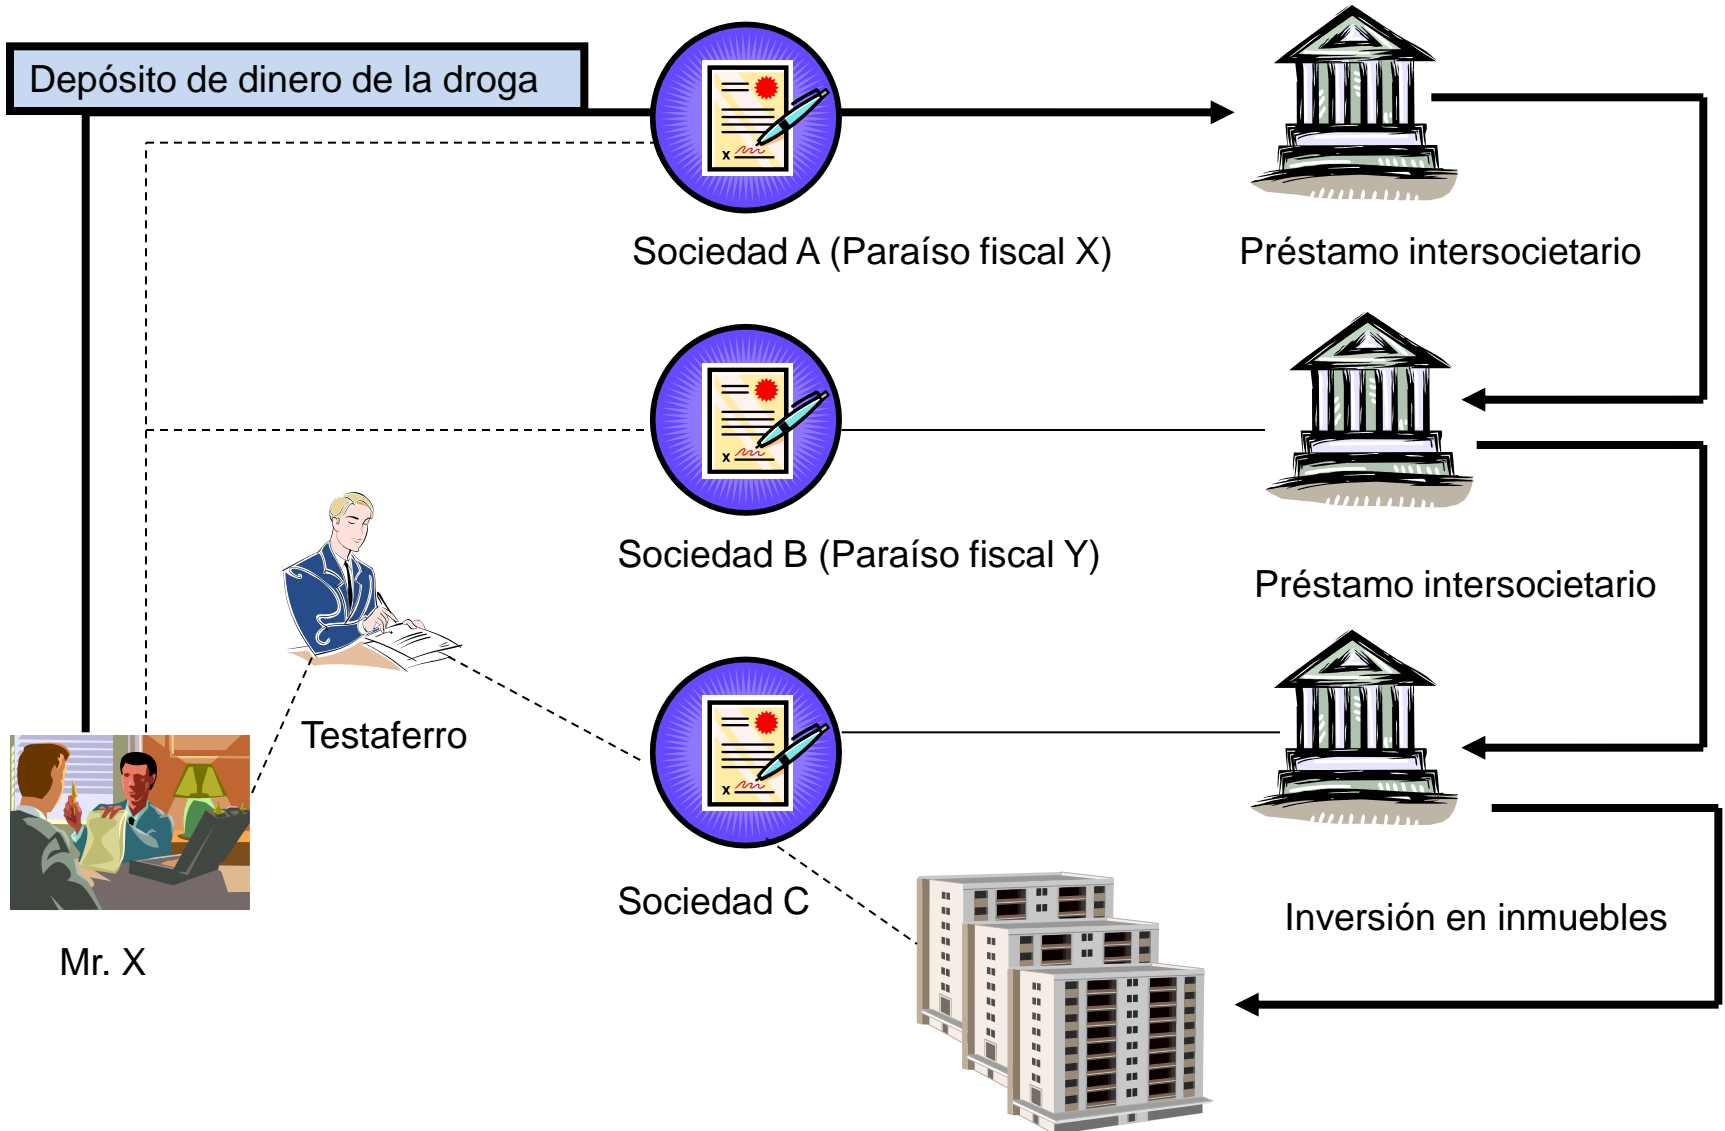 Depósito de dinero de la droga
Sociedad A (Paraíso fiscal X)
Préstamo intersocietario
Sociedad B (Paraíso fiscal Y)
Préstamo intersocietario
Testaferro
Sociedad C
Inversión en inmuebles
Mr. X